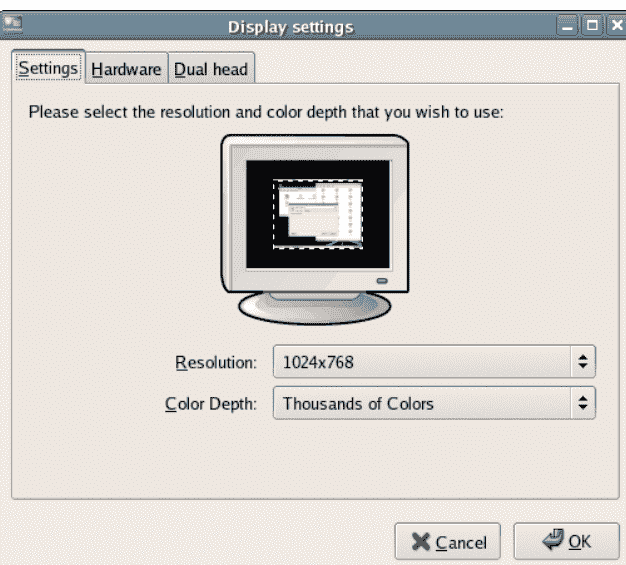 Display settings
Settings Hardware Dual head
Please select the resolution and color depth that you wish to use:
Resolution: 1024x768
Color Depth: Thousands of Colors
Cancel OK